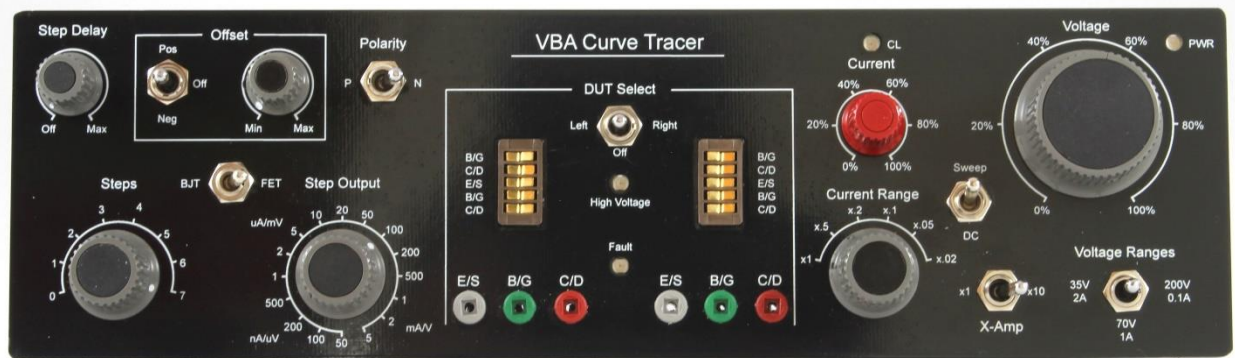 Step Delay
Off
Max
Offset
Pos
Off
Neg
Min
Max
Polarity
P
N
VBA Curve Tracer
DUT Select
Left
Right
Off
High Voltage
Fault
B/G
C/D
E/S
B/G
C/D
B/G
C/D
E/S
B/G
C/D
E/S
B/G
C/D
E/S
B/G
C/D
Steps
0
1
2
3
4
5
6
7
BJT
FET
Step Output
uA/mV
1
2
5
10
20
50
100
200
500
1
2
5
mA/V
50
100
200
500
nA/uV
CL
Current
0%
20%
40%
60%
80%
100%
Current Range
x1
x.5
x.2
x.1
x.05
x.02
Sweep
DC
X-Amp
x1
x10
Voltage
0%
20%
40%
60%
80%
100%
PWR
Voltage Ranges
35V
2A
70V
1A
200V
0.1A